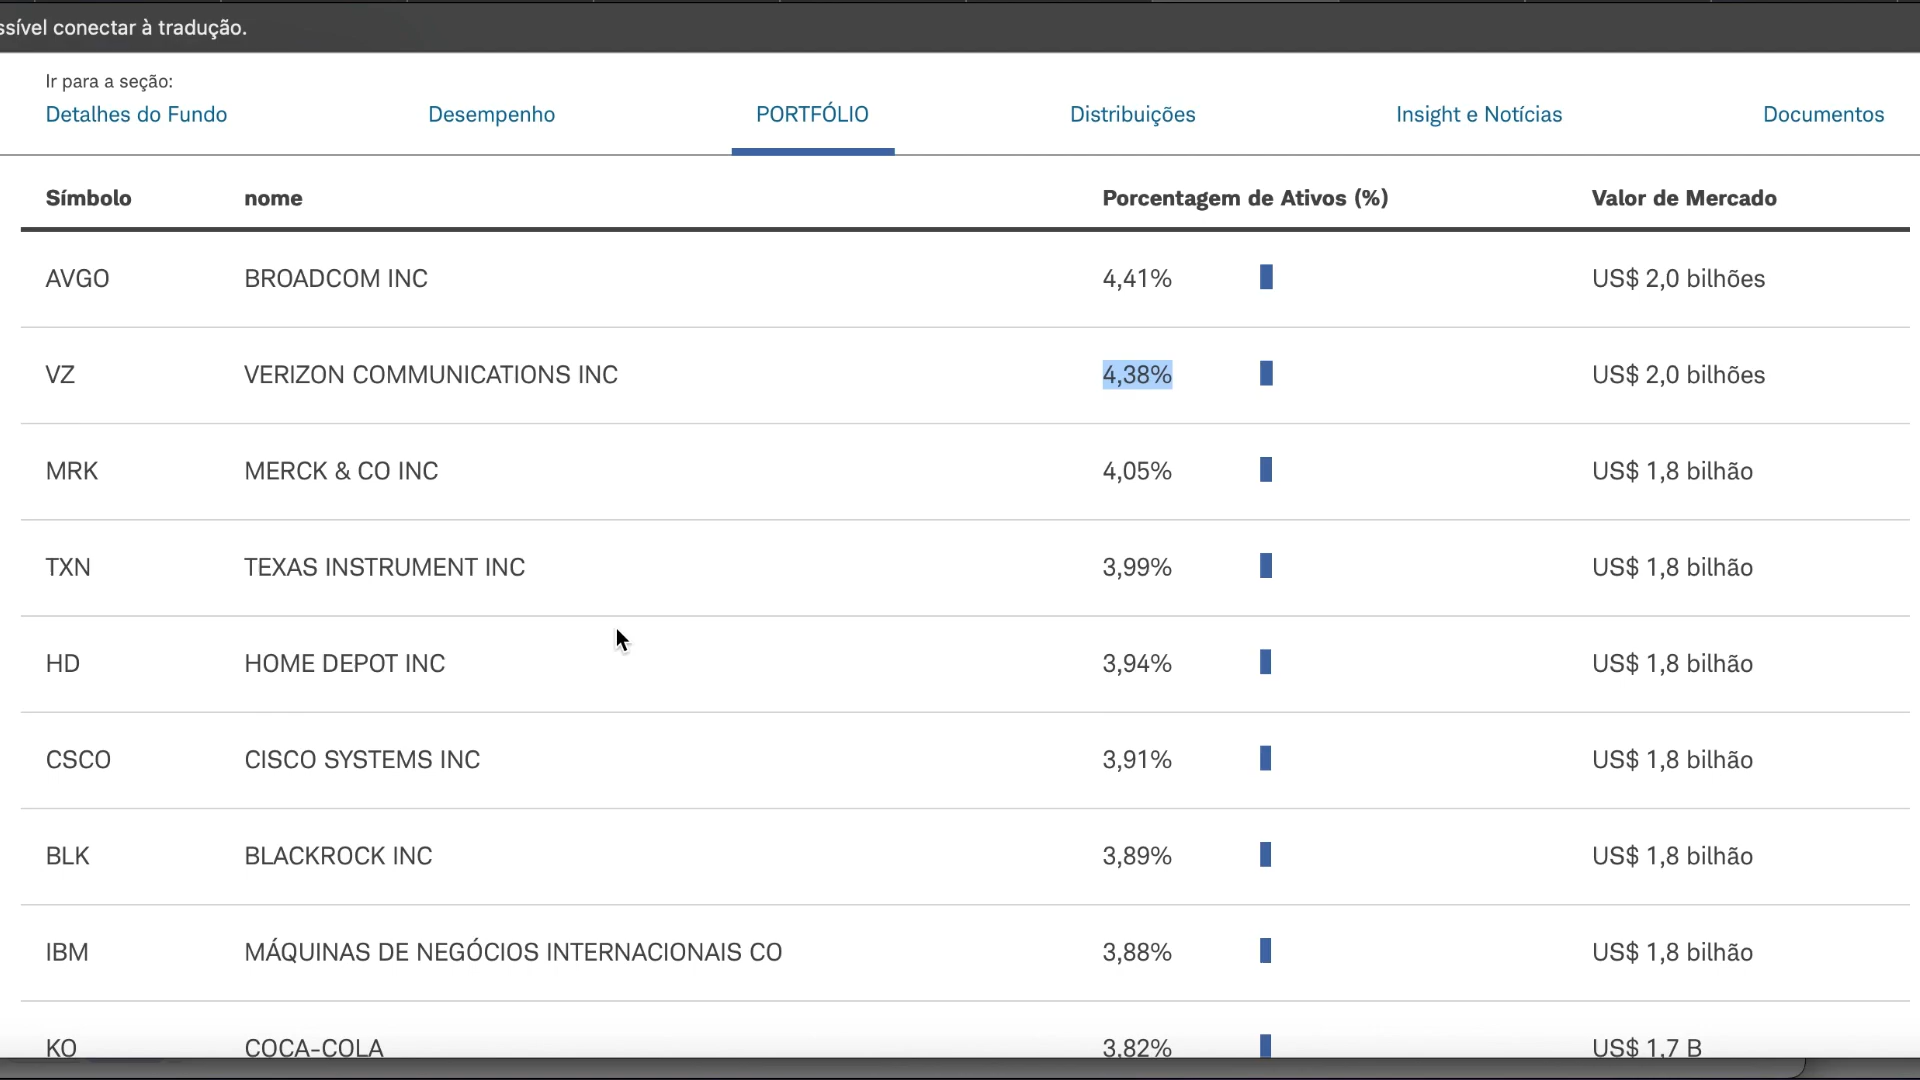 ssível conectar à tradução.
Ir para a seção:
Detalhes do Fundo Desempenho PORTFÓLIO Distribuições Insight e Notícias Documentos
Símbolo nome Porcentagem de Ativos (%) Valor de Mercado
AVGO BROADCOM INC 4,41% US$ 2,0 bilhões
VZ VERIZON COMMUNICATIONS INC 4,38% US$ 2,0 bilhões
MRK MERCK & CO INC 4,05% US$ 1,8 bilhão
TXN TEXAS INSTRUMENT INC 3,99% US$ 1,8 bilhão
HD HOME DEPOT INC 3,94% US$ 1,8 bilhão
CSCO CISCO SYSTEMS INC 3,91% US$ 1,8 bilhão
BLK BLACKROCK INC 3,89% US$ 1,8 bilhão
IBM MÁQUINAS DE NEGÓCIOS INTERNACIONAIS CO 3,88% US$ 1,8 bilhão
KO COCA-COLA 3,82% US$ 1,7 B